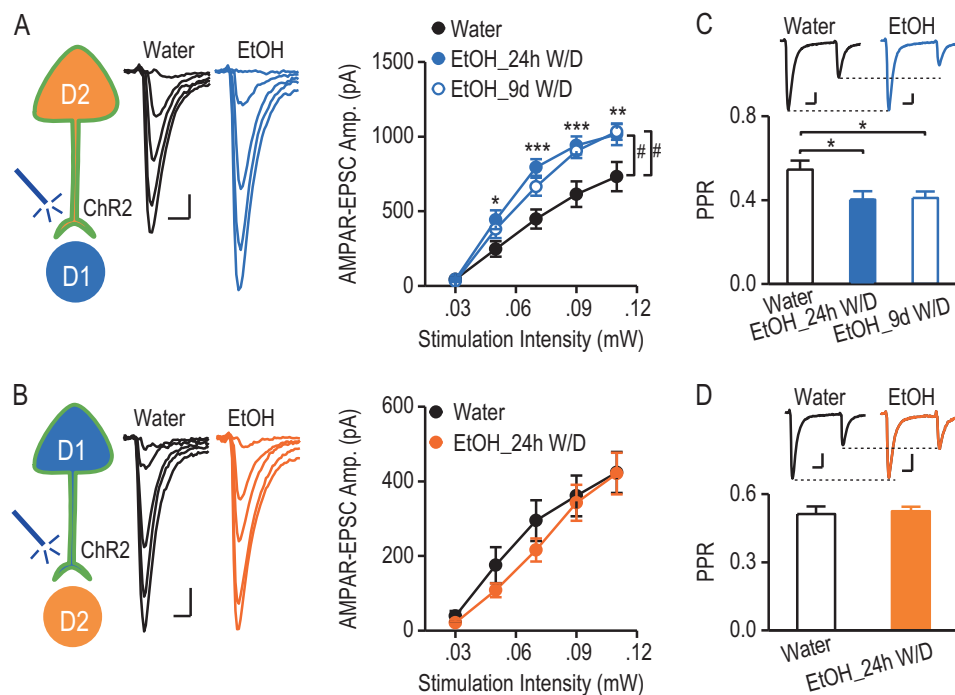 A
D2
ChR2
D1
Water
EtOH
AMPAR-EPSC Amp. (pA)
1500
1000
500
0
Water
EtOH_24h W/D
EtOH_9d W/D
*
***
***
**
#
#
.03
.06
.09
.12
Stimulation Intensity (mW)
C
Water
EtOH
PPR
0.8
0.4
0.0
*
*
Water
EtOH_24h W/D
EtOH_9d W/D
B
D1
ChR2
D2
Water
EtOH
AMPAR-EPSC Amp. (pA)
600
400
200
0
Water
EtOH_24h W/D
.03
.06
.09
.12
Stimulation Intensity (mW)
D
Water
EtOH
PPR
0.6
0.3
0.0
Water
EtOH_24h W/D